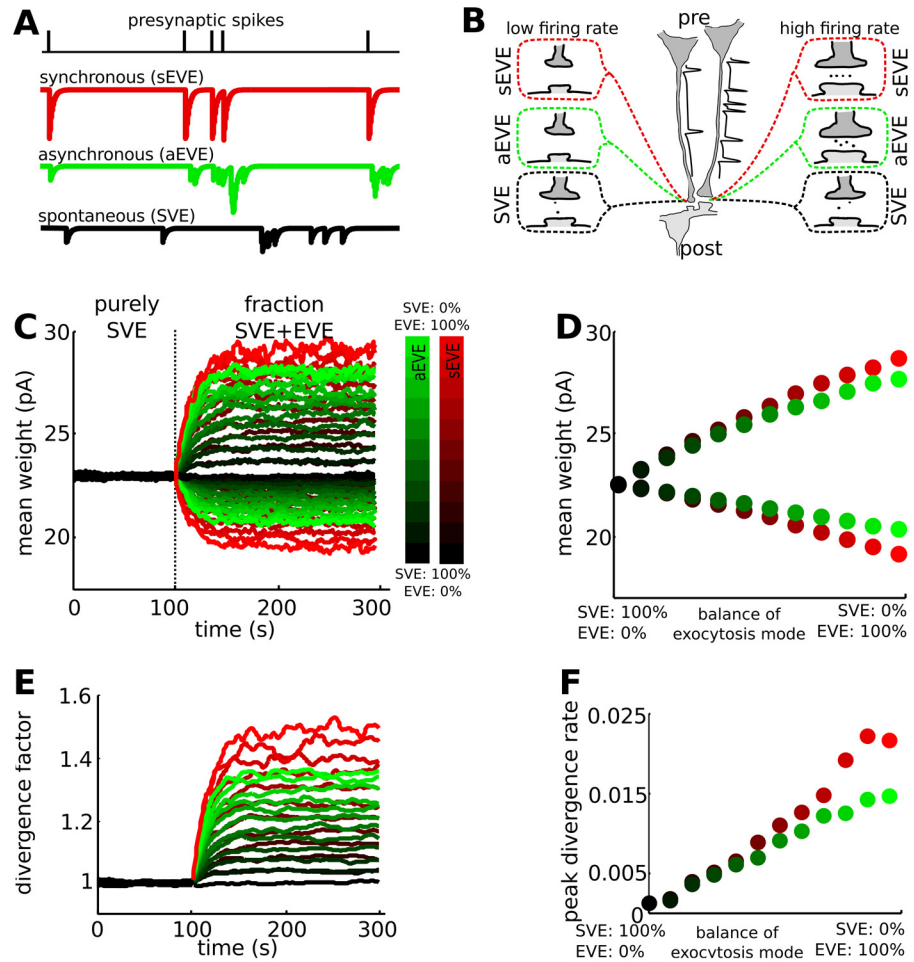 A
presynaptic spikes
synchronous (sEVE)
asynchronous (aEVE)
spontaneous (SVE)
B
low firing rate
pre
high firing rate
sEVE
aEVE
SVE
sEVE
aEVE
SVE
post
C
purely
SVE
fraction
SVE+EVE
SVE: 0%
EVE: 100%
aEVE
sEVE
SVE: 100%
EVE: 0%
mean weight (pA)
30
25
20
0
100
200
300
time (s)
D
mean weight (pA)
30
25
20
SVE: 100%
EVE: 0%
balance of
exocytosis mode
SVE: 0%
EVE: 100%
E
divergence factor
1.6
1.4
1.2
1
0
100
200
300
time (s)
F
peak divergence rate
0.025
0.015
0.005
0
SVE: 100%
EVE: 0%
balance of
exocytosis mode
SVE: 0%
EVE: 100%